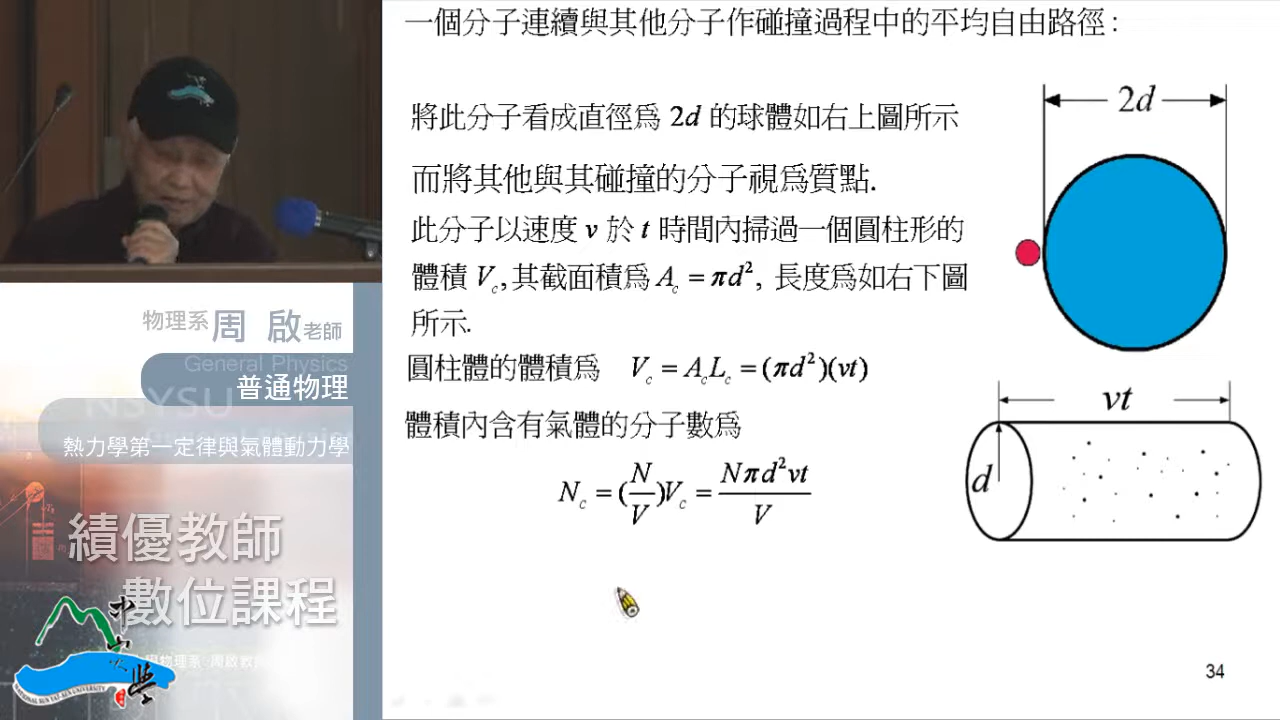 一個分子連續與其他分子作碰撞過程中的平均自由路徑:
將此分子看成直徑為 2d 的球體如右上圖所示
而將其他與其碰撞的分子視為質點.
此分子以速度 v 於 t 時間內掃過一個圓柱形的
體積 V_c, 其截面積為 A_c = πd², 長度為如右下圖
所示.
圓柱體的體積為 V_c = A_c L_c = (πd²)(vt)
體積內含有氣體的分子數為
N_c = (N/V)V_c = Nπd²vt/V
2d
vt
d
34
物理系 周 啟 老師
General Physics
普通物理
NSYSU
熱力學第一定律與氣體動力學
績優教師
數位課程
NATIONAL SUN YAT-SEN UNIVERSITY